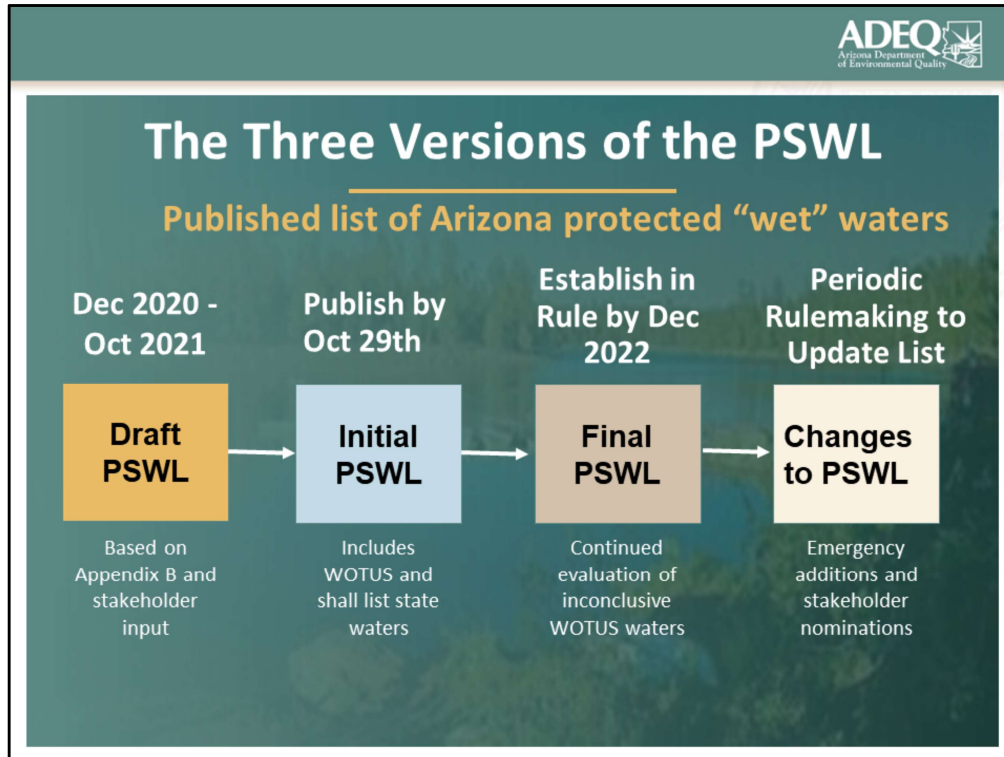 ADEQ
Arizona Department
of Environmental Quality
The Three Versions of the PSWL
Published list of Arizona protected “wet” waters
Dec 2020 -
Oct 2021
Draft
PSWL
Based on
Appendix B and
stakeholder
input
Publish by
Oct 29th
Initial
PSWL
Includes
WOTUS and
shall list state
waters
Establish in
Rule by Dec
2022
Final
PSWL
Continued
evaluation of
inconclusive
WOTUS waters
Periodic
Rulemaking to
Update List
Changes
to PSWL
Emergency
additions and
stakeholder
nominations